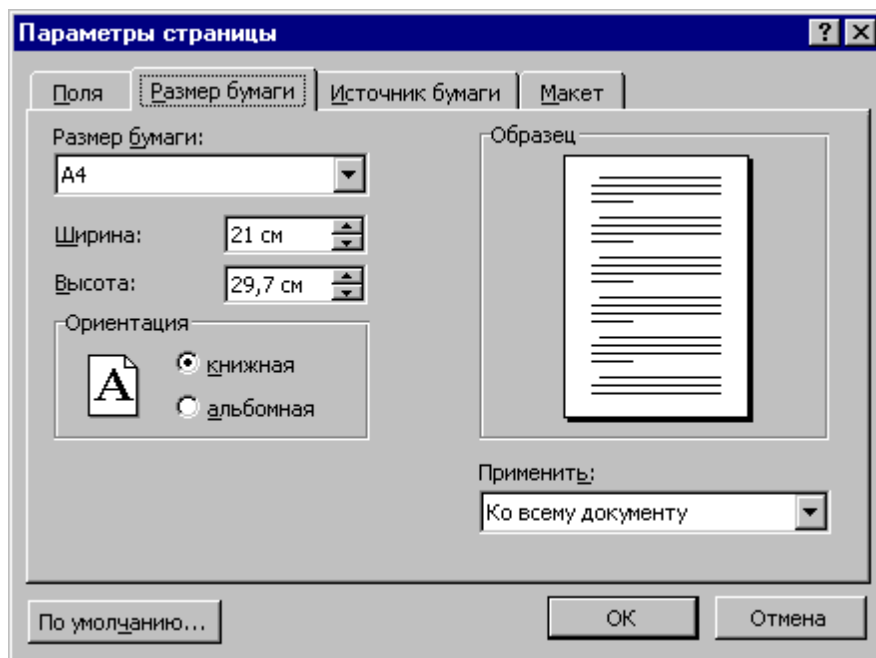 Параметры страницы
Поля
Размер бумаги
Источник бумаги
Макет
Размер бумаги:
A4
Ширина:
21 см
Высота:
29,7 см
Ориентация
A
книжная
альбомная
Образец
Применить:
Ко всему документу
По умолчанию...
ОК
Отмена